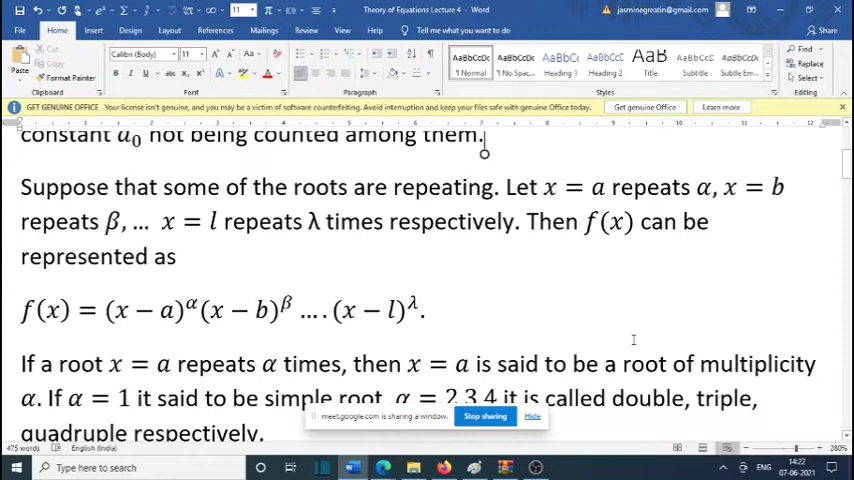 Theory of Equations Lecture 4 - Word
jasminegreatin@gmail.com
File Home Insert Draw Design Layout References Mailings Review View Help Tell me what you want to do Share
Paste Cut Copy Format Painter Clipboard
Calibri (Body) 11 Font
Paragraph
AaBbCcDc AaBbCcDc AaBbCc AaBbCcC AaB AaBbCcD AaBbCcDc
¶ Normal ¶ No Spac... Heading 1 Heading 2 Title Subtitle Subtle Em...
Styles
Find Replace Select Editing
GET GENUINE OFFICE Your license isn't genuine, and you may be a victim of software counterfeiting. Avoid interruption and keep your files safe with genuine Office today. Get genuine Office Learn more
constant a₀ not being counted among them.
Suppose that some of the roots are repeating. Let x = a repeats α, x = b
repeats β, … x = l repeats λ times respectively. Then f(x) can be
represented as
f(x) = (x − a)^α (x − b)^β … . (x − l)^λ.
If a root x = a repeats α times, then x = a is said to be a root of multiplicity
α. If α = 1 it said to be simple root. α = 2,3,4 it is called double, triple,
quadruple respectively.
meet.google.com is sharing a window. Stop sharing Hide
475 words English (India) 280%
Type here to search
ENG 14:22
07-06-2021